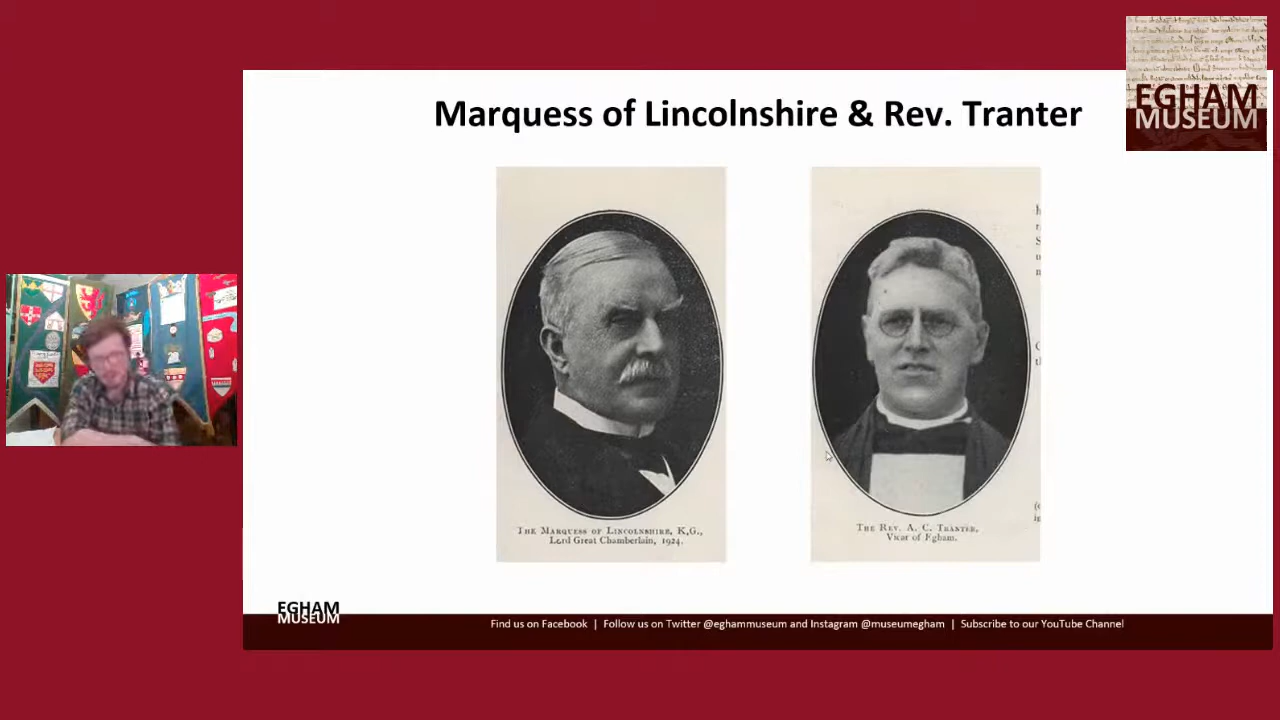 Marquess of Lincolnshire & Rev. Tranter
EGHAM
MUSEUM
THE MARQUESS OF LINCOLNSHIRE, K,G.,
Lord Great Chamberlain, 1924.
THE REV. A. C. TRANTER,
Vicar of Egham.
EGHAM
MUSEUM
Find us on Facebook | Follow us on Twitter @eghammuseum and Instagram @museumegham | Subscribe to our YouTube Channel